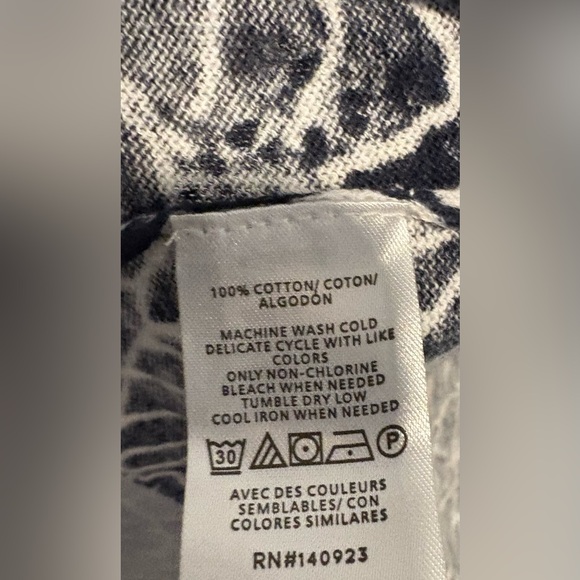 100% COTTON/ COTON/
ALGODÓN
MACHINE WASH COLD
DELICATE CYCLE WITH LIKE
COLORS
ONLY NON-CHLORINE
BLEACH WHEN NEEDED
TUMBLE DRY LOW
COOL IRON WHEN NEEDED
30 P
AVEC DES COULEURS
SEMBLABLES/ CON
COLORES SIMILARES
RN#140923